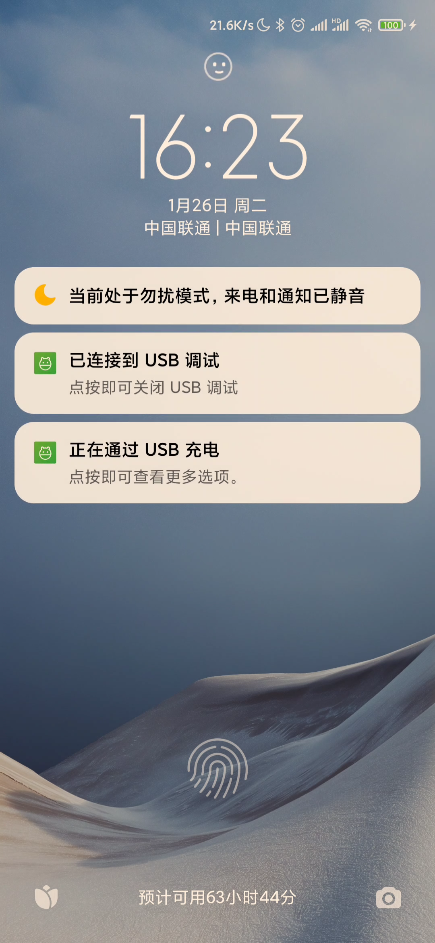 21.6K/s HD 100
16:23
1月26日 周二
中国联通 | 中国联通
当前处于勿扰模式，来电和通知已静音
已连接到 USB 调试
点按即可关闭 USB 调试
正在通过 USB 充电
点按即可查看更多选项。
预计可用63小时44分